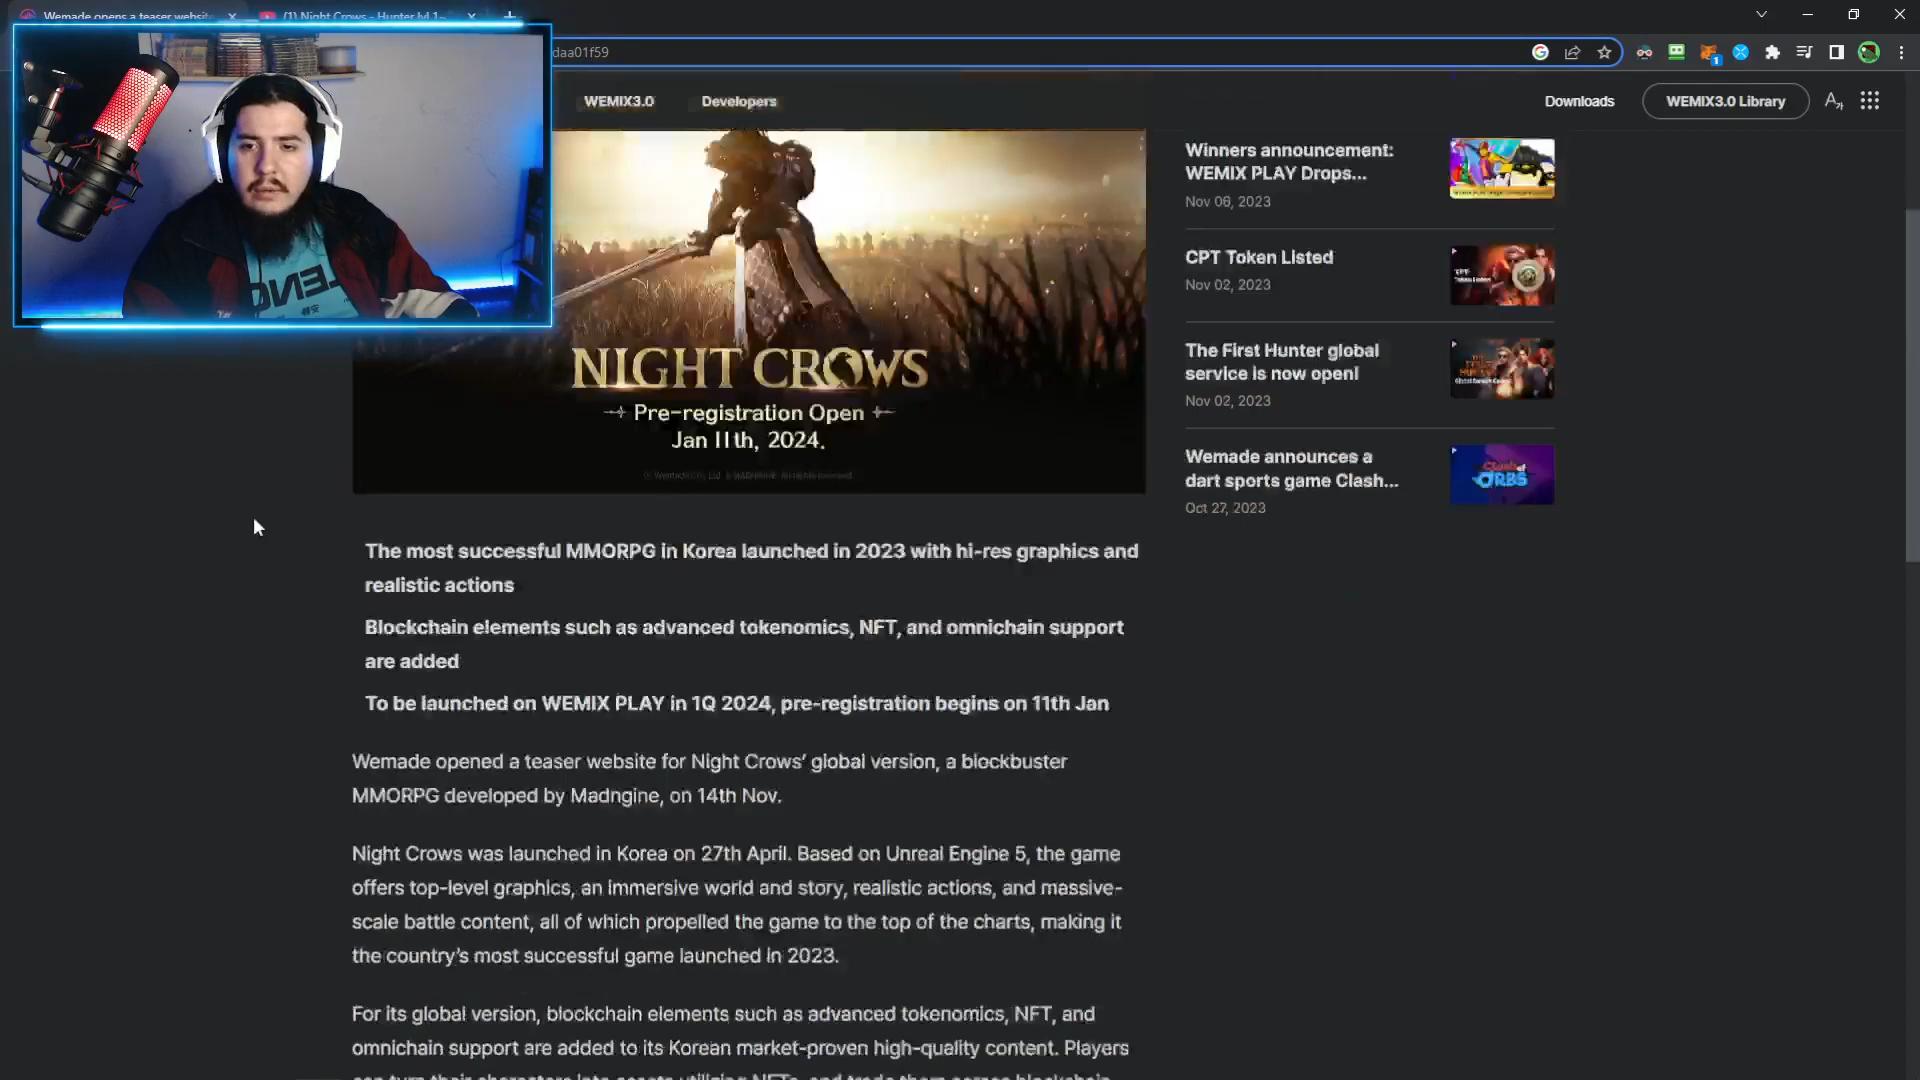 Wemade opens a teaser websit
(1) Night Crows - Hunter lvl 1
daa01f59
1
WEMIX3.0
Developers
Downloads
WEMIX3.0 Library
NIGHT CROWS
Pre-registration Open
Jan 11th, 2024.
Winners announcement:
WEMIX PLAY Drops...
Nov 06, 2023
CPT Token Listed
Nov 02, 2023
The First Hunter global
service is now open!
Nov 02, 2023
Wemade announces a
dart sports game Clash...
Oct 27, 2023
ORBS
The most successful MMORPG in Korea launched in 2023 with hi-res graphics and
realistic actions
Blockchain elements such as advanced tokenomics, NFT, and omnichain support
are added
To be launched on WEMIX PLAY in 1Q 2024, pre-registration begins on 11th Jan
Wemade opened a teaser website for Night Crows’ global version, a blockbuster
MMORPG developed by Madngine, on 14th Nov.
Night Crows was launched in Korea on 27th April. Based on Unreal Engine 5, the game
offers top-level graphics, an immersive world and story, realistic actions, and massive-
scale battle content, all of which propelled the game to the top of the charts, making it
the country’s most successful game launched in 2023.
For its global version, blockchain elements such as advanced tokenomics, NFT, and
omnichain support are added to its Korean market-proven high-quality content. Players